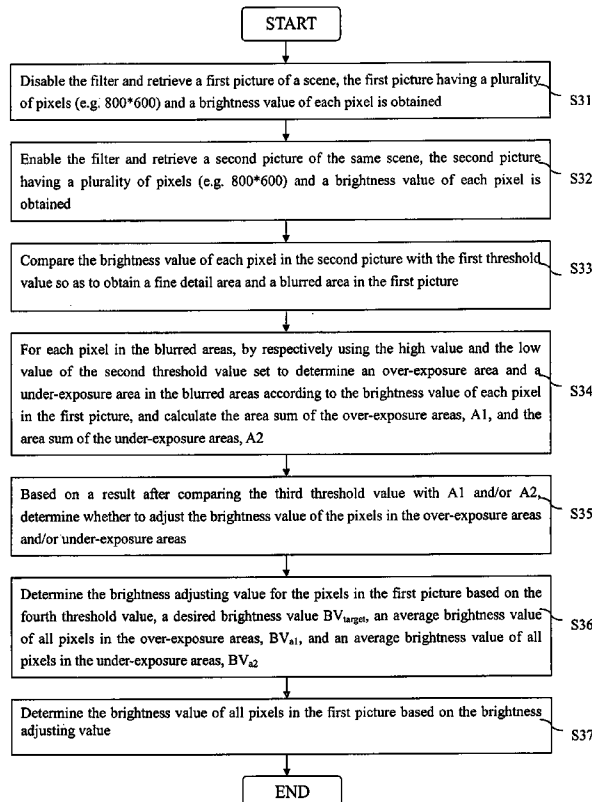 START
Disable the filter and retrieve a first picture of a scene, the first picture having a plurality
of pixels (e.g. 800*600) and a brightness value of each pixel is obtained
S31
Enable the filter and retrieve a second picture of the same scene, the second picture
having a plurality of pixels (e.g. 800*600) and a brightness value of each pixel is
obtained
S32
Compare the brightness value of each pixel in the second picture with the first threshold
value so as to obtain a fine detail area and a blurred area in the first picture
S33
For each pixel in the blurred areas, by respectively using the high value and the low
value of the second threshold value set to determine an over-exposure area and a
under-exposure area in the blurred areas according to the brightness value of each pixel
in the first picture, and calculate the area sum of the over-exposure areas, A1, and the
area sum of the under-exposure areas, A2
S34
Based on a result after comparing the third threshold value with A1 and/or A2,
determine whether to adjust the brightness value of the pixels in the over-exposure areas
and/or under-exposure areas
S35
Determine the brightness adjusting value for the pixels in the first picture based on the
fourth threshold value, a desired brightness value BVtarget, an average brightness value
of all pixels in the over-exposure areas, BVa1, and an average brightness value of all
pixels in the under-exposure areas, BVa2
S36
Determine the brightness value of all pixels in the first picture based on the brightness
adjusting value
S37
END